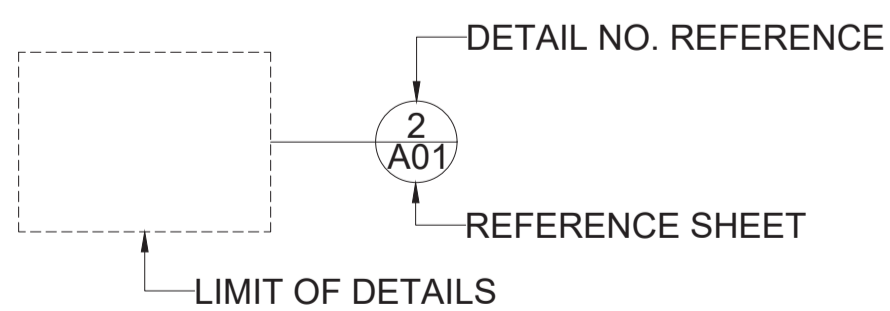 DETAIL NO. REFERENCE
2
A01
REFERENCE SHEET
LIMIT OF DETAILS